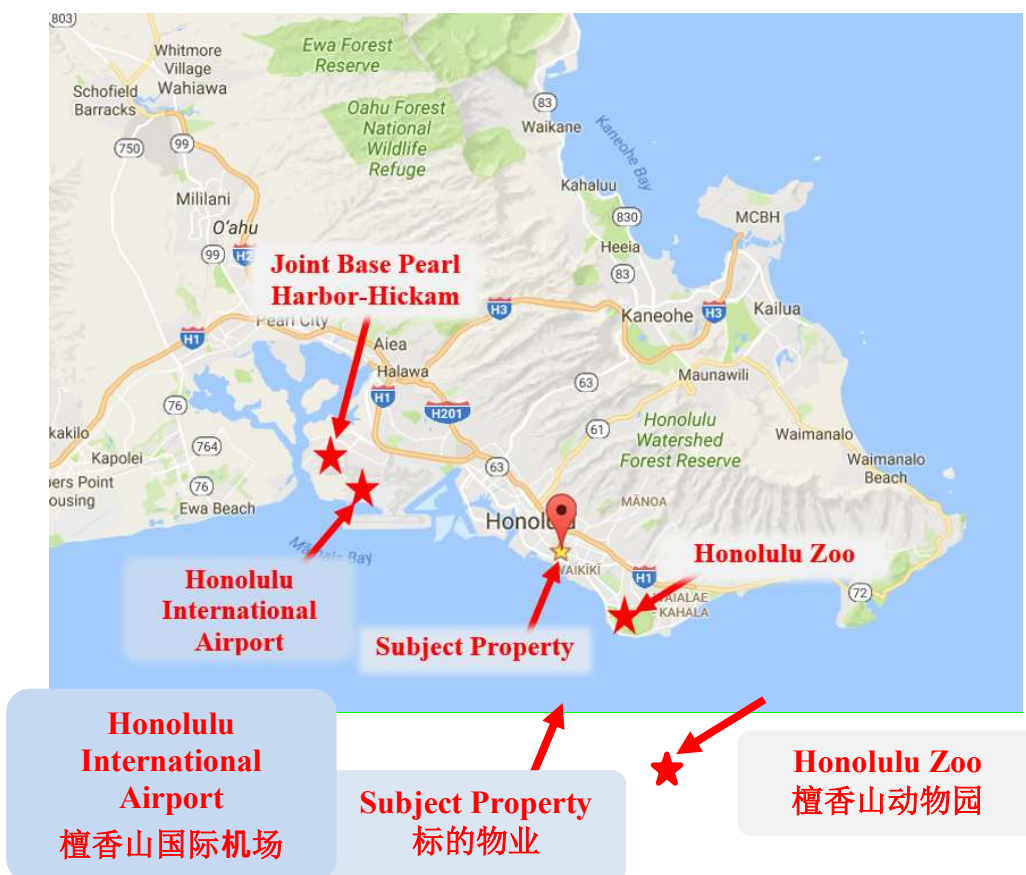 803
Whitmore
Village
Wahiawa
Schofield
Barracks
Ewa Forest
Reserve
Oahu Forest
National
Wildlife
Refuge
83
Waikane
Kaneohe Bay
Kahaluu
830
MCBH
Heeia
83
750
99
Mililani
O'ahu
99
H2
Joint Base Pearl
Harbor-Hickam
Pearl City
H1
H3
Kaneohe
H3
Kailua
Aiea
Halawa
H1
H201
63
Maunawili
76
61
Honolulu
Watershed
Forest Reserve
Waimanalo
kakilo
Kapolei
764
63
Waimanalo
Beach
ers Point
ousing
76
Ewa Beach
MĀNOA
Honolulu
Bay
WAIKĪKĪ
H1
Honolulu Zoo
WAIALAE
- KAHALA
72
Honolulu
International
Airport
Subject Property
Honolulu
International
Airport
檀香山国际机场
Subject Property
标的物业
Honolulu Zoo
檀香山动物园